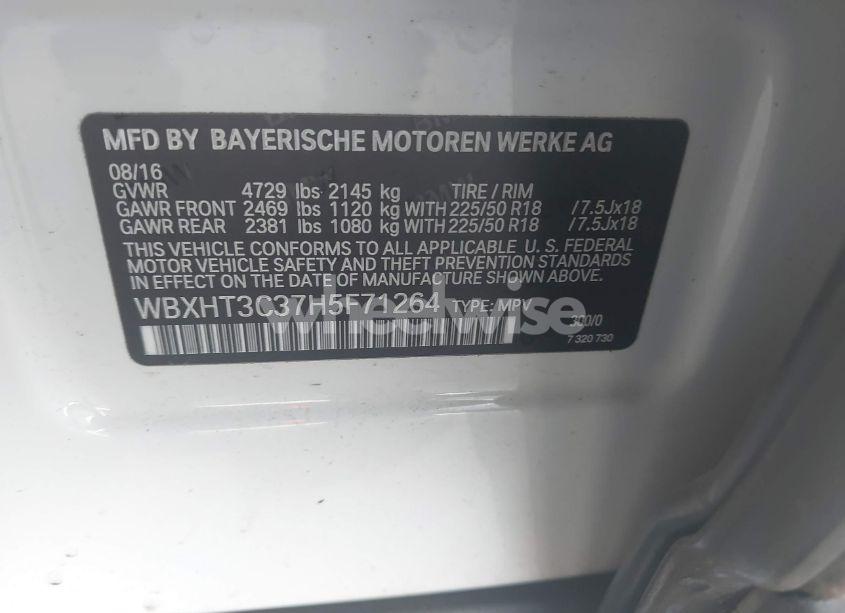 MFD BY BAYERISCHE MOTOREN WERKE AG
08/16
GVWR 4729 lbs 2145 kg TIRE / RIM
GAWR FRONT 2469 lbs 1120 kg WITH 225/50 R18 /7.5Jx18
GAWR REAR 2381 lbs 1080 kg WITH 225/50 R18 /7.5Jx18
THIS VEHICLE CONFORMS TO ALL APPLICABLE U. S. FEDERAL
MOTOR VEHICLE SAFETY AND THEFT PREVENTION STANDARDS
IN EFFECT ON THE DATE OF MANUFACTURE SHOWN ABOVE.
WBXHT3C37H5F71264 TYPE: MPV
wheelwise
300/0
7 320 730